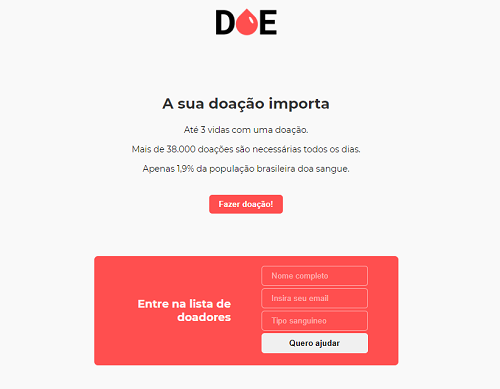 DOE
A sua doação importa
Até 3 vidas com uma doação.
Mais de 38.000 doações são necessárias todos os dias.
Apenas 1,9% da população brasileira doa sangue.
Fazer doação!
Entre na lista de
doadores
Nome completo
Insira seu email
Tipo sanguíneo
Quero ajudar